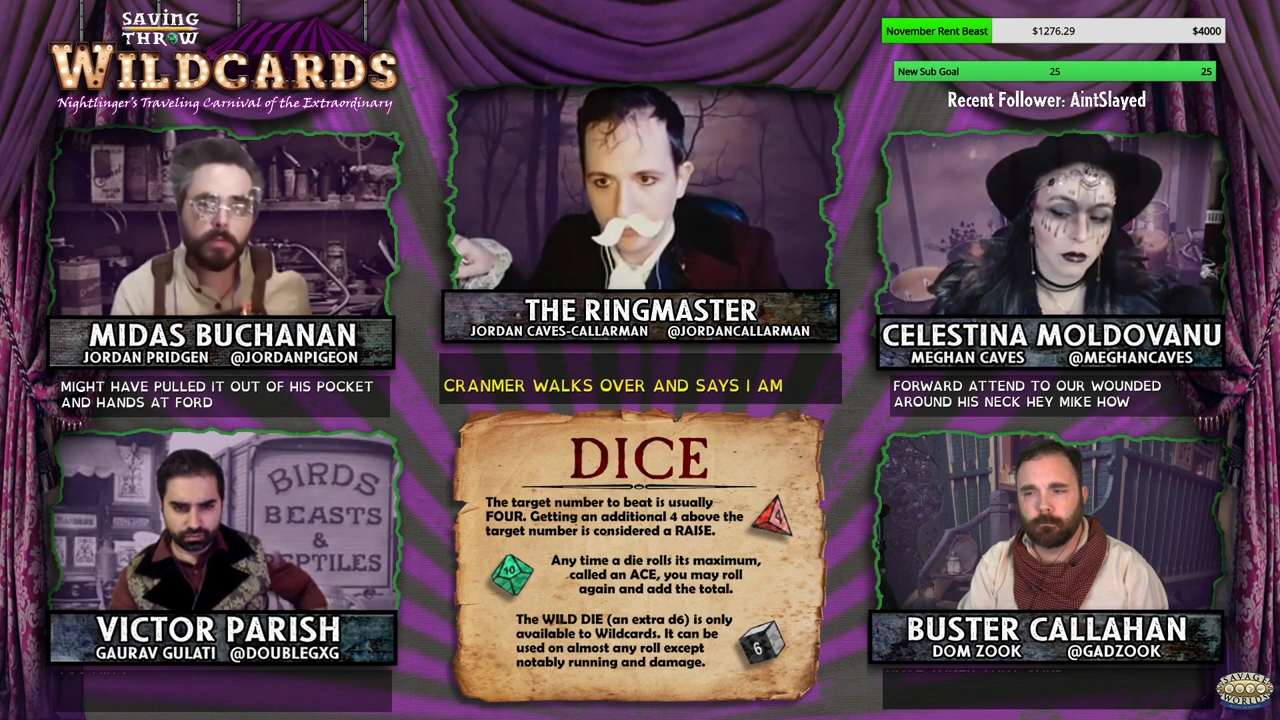 SAVING
THROW
WILDCARDS
Nightlinger's Traveling Carnival of the Extraordinary
November Rent Beast $1276.29 $4000
New Sub Goal 25 25
Recent Follower: AintSlayed
MIDAS BUCHANAN
JORDAN PRIDGEN @JORDANPIGEON
MIGHT HAVE PULLED IT OUT OF HIS POCKET
AND HANDS AT FORD
THE RINGMASTER
JORDAN CAVES-CALLARMAN @JORDANCALLARMAN
CRANMER WALKS OVER AND SAYS I AM
CELESTINA MOLDOVANU
MEGHAN CAVES @MEGHANCAVES
FORWARD ATTEND TO OUR WOUNDED
AROUND HIS NECK HEY MIKE HOW
BIRDS
BEASTS
&
REPTILES
VICTOR PARISH
GAURAV GULATI @DOUBLEGXG
DICE
The target number to beat is usually
FOUR. Getting an additional 4 above the
target number is considered a RAISE.
4
Any time a die rolls its maximum,
called an ACE, you may roll
again and add the total.
10
The WILD DIE (an extra d6) is only
available to Wildcards. It can be
used on almost any roll except
notably running and damage.
6
BUSTER CALLAHAN
DOM ZOOK @GADZOOK
SAVAGE
WORLDS